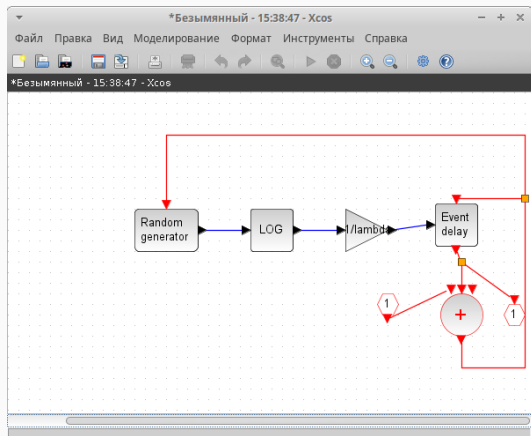 *Безымянный - 15:38:47 - Xcos
Файл Правка Вид Моделирование Формат Инструменты Справка
*Безымянный - 15:38:47 - Xcos
Random
generator
LOG
1/lambda
Event
delay
1
+
1